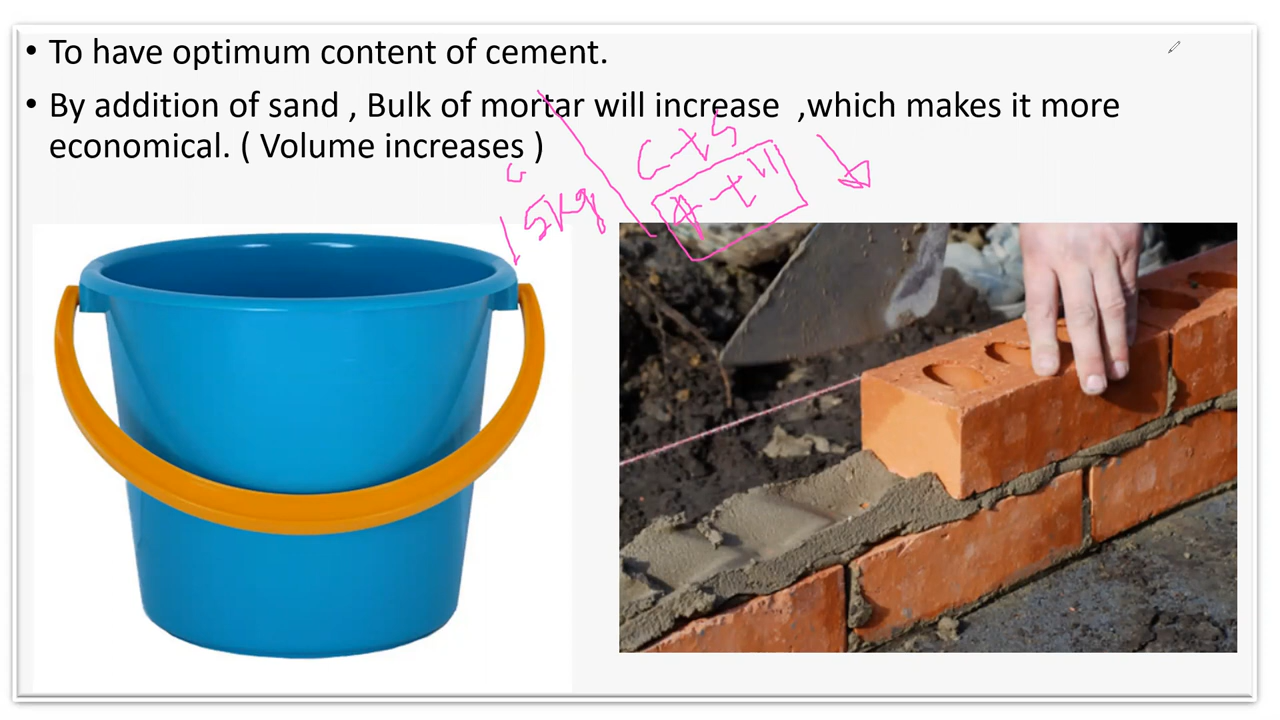 • To have optimum content of cement.
• By addition of sand , Bulk of mortar will increase ,which makes it more
economical. ( Volume increases )
C+S
15kg